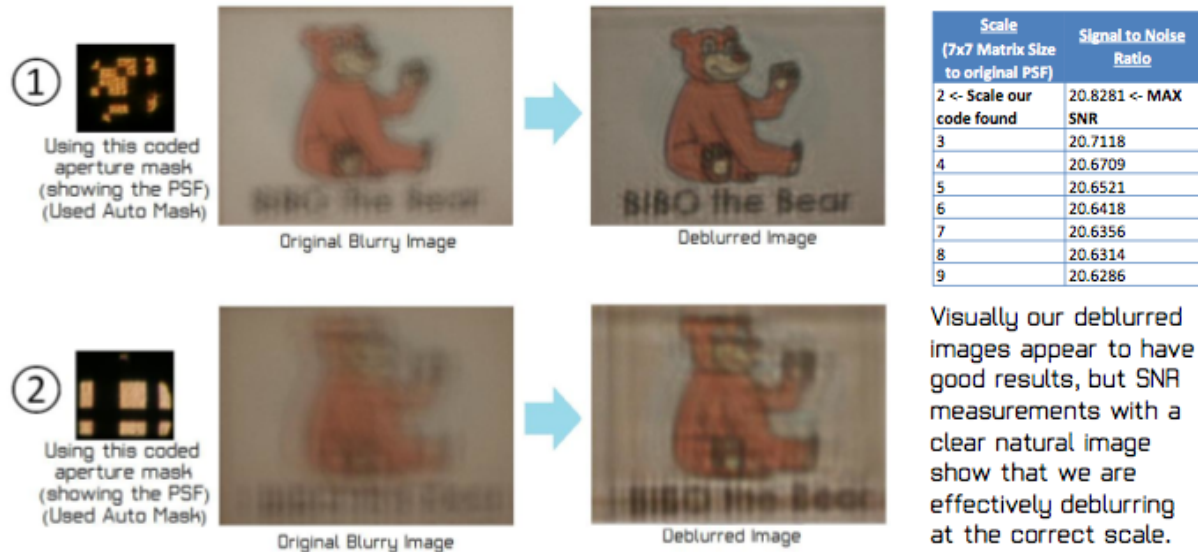 1
Using this coded
aperture mask
(showing the PSF)
(Used Auto Mask)
BIBO the Bear
Original Blurry Image
BIBO the Bear
Deblurred Image
2
Using this coded
aperture mask
(showing the PSF)
(Used Auto Mask)
Original Blurry Image
BIBO the Bear
Deblurred Image
Scale
(7x7 Matrix Size
to original PSF)
Signal to Noise
Ratio
2 <- Scale our
code found
20.8281 <- MAX
SNR
3 20.7118
4 20.6709
5 20.6521
6 20.6418
7 20.6356
8 20.6314
9 20.6286
Visually our deblurred
images appear to have
good results, but SNR
measurements with a
clear natural image
show that we are
effectively deblurring
at the correct scale.